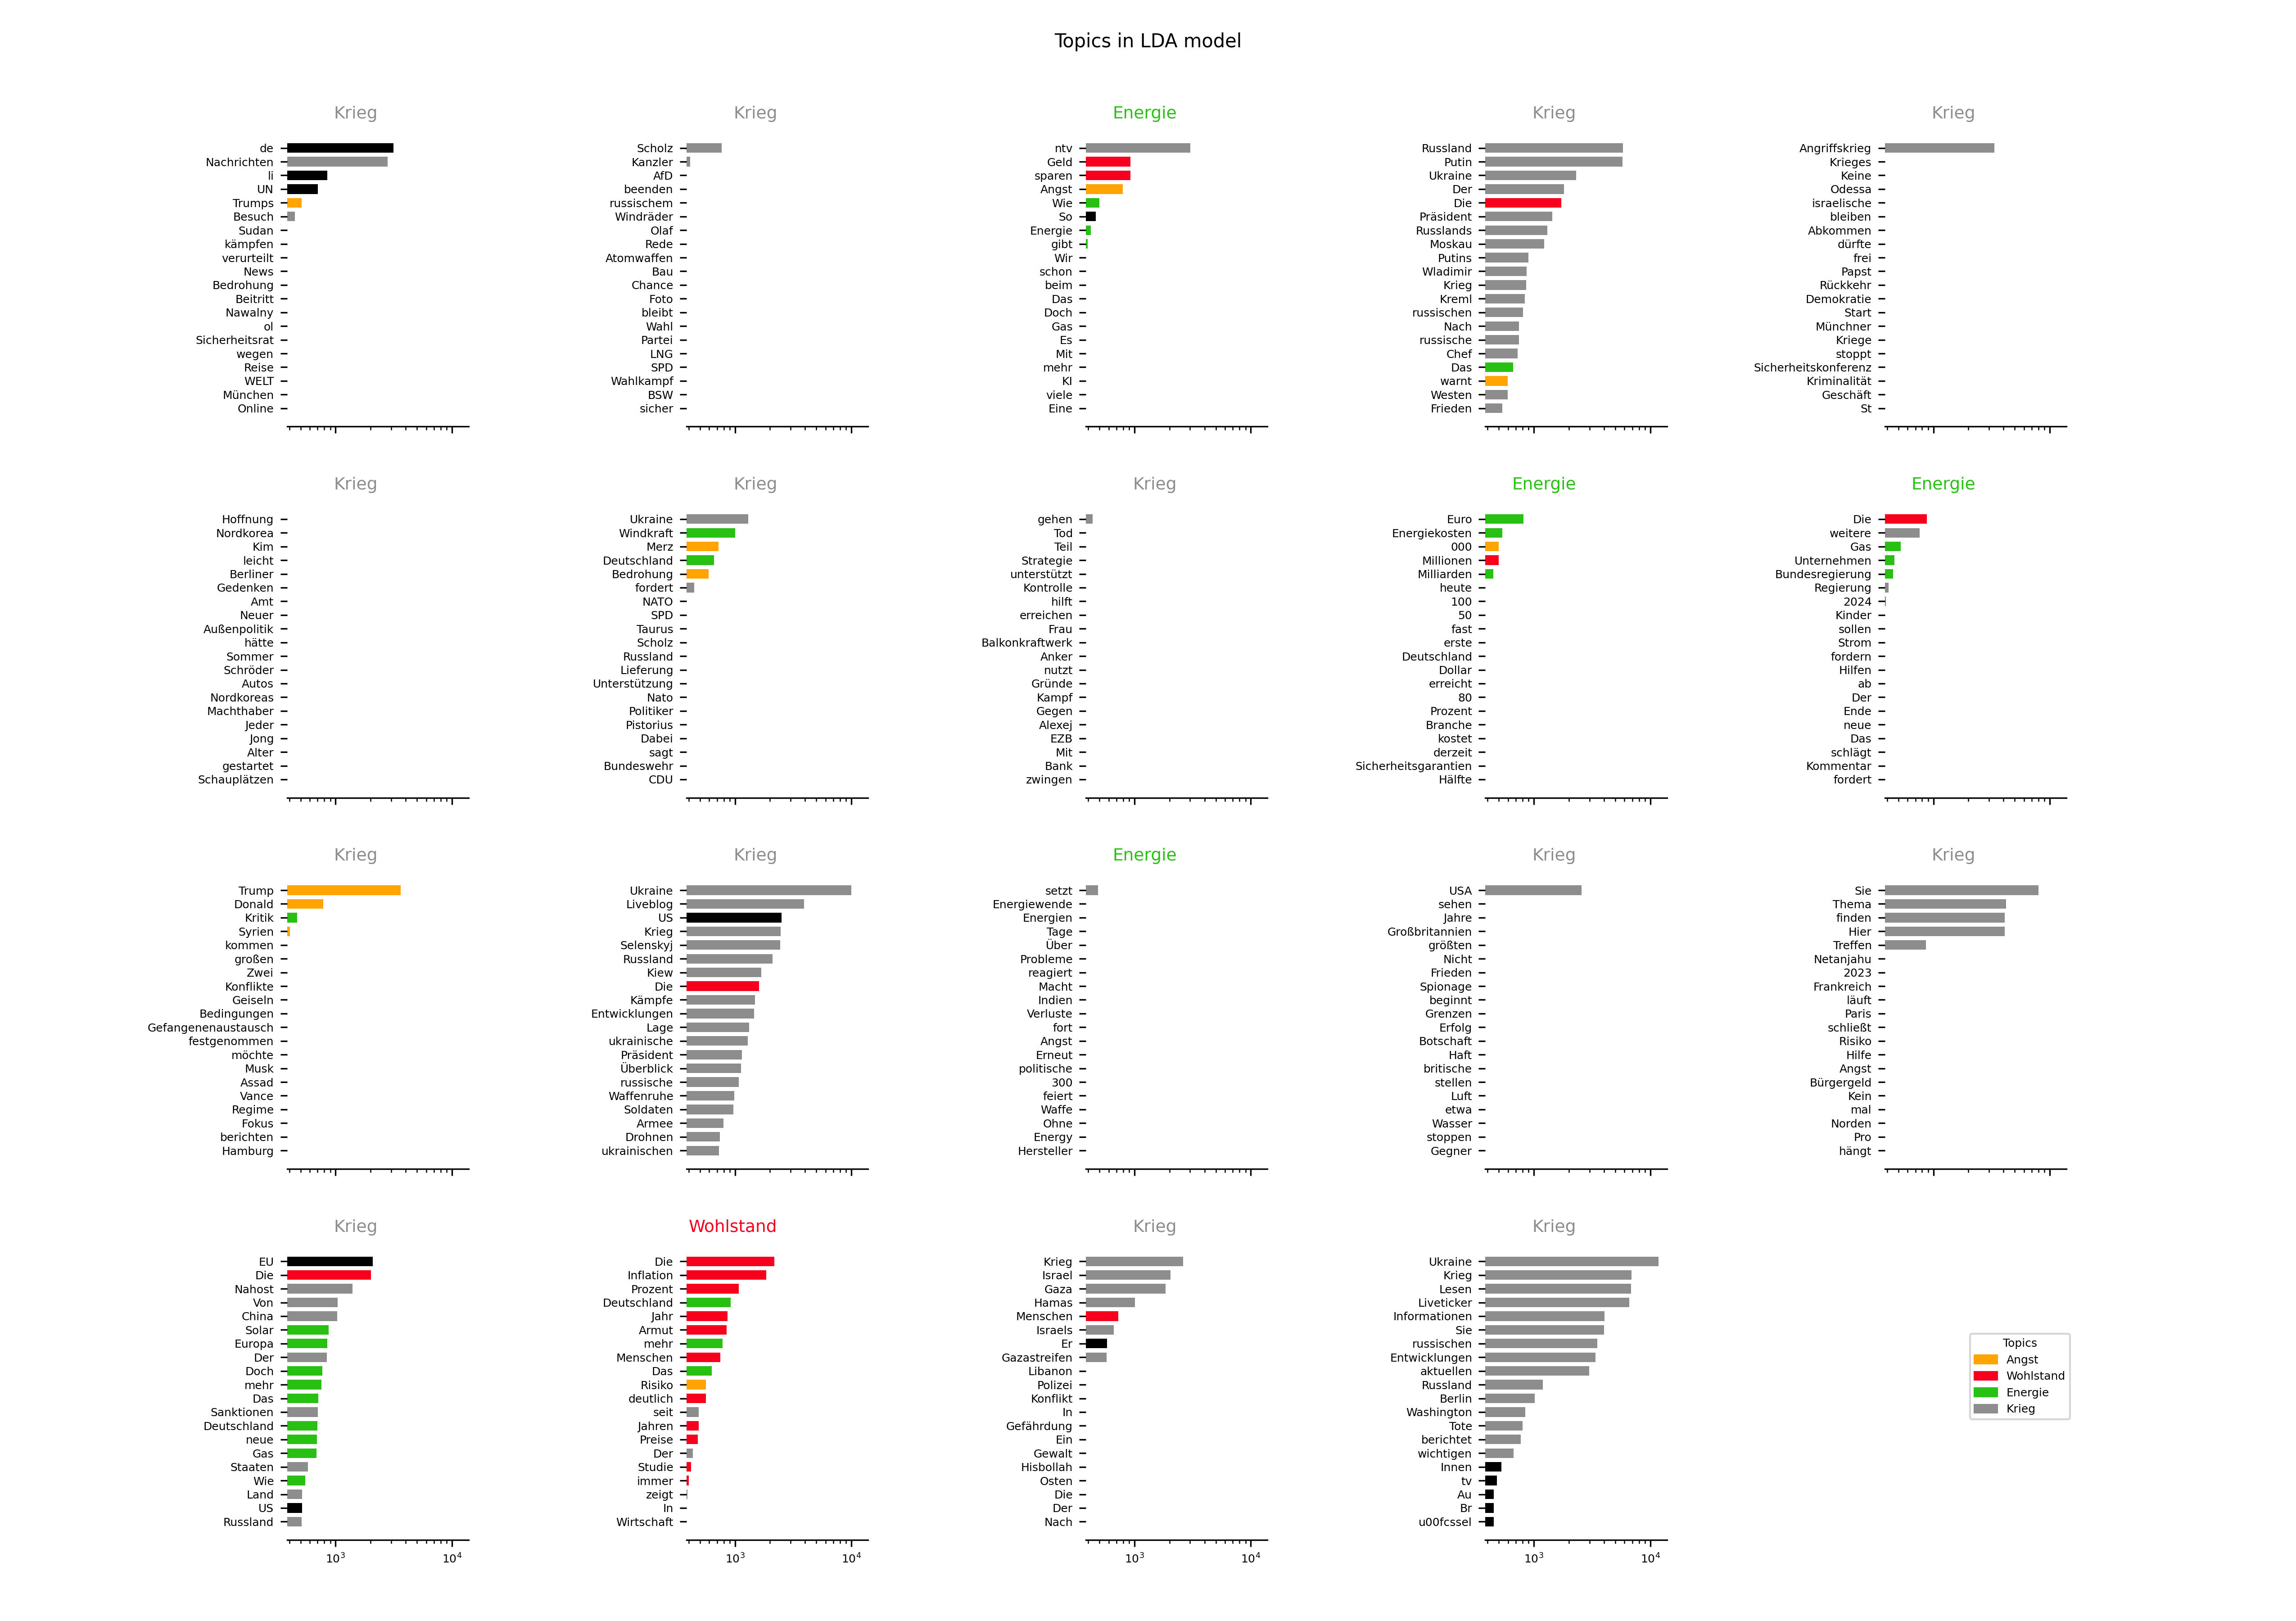 Topics in LDA model
Krieg
de
Nachrichten
li
UN
Trumps
Besuch
Sudan
kämpfen
verurteilt
News
Bedrohung
Beitritt
Nawalny
ol
Sicherheitsrat
wegen
Reise
WELT
München
Online
Krieg
Scholz
Kanzler
AfD
beenden
russischem
Windräder
Olaf
Rede
Atomwaffen
Bau
Chance
Foto
bleibt
Wahl
Partei
LNG
SPD
Wahlkampf
BSW
sicher
Energie
ntv
Geld
sparen
Angst
Wie
So
Energie
gibt
Wir
schon
beim
Das
Doch
Gas
Es
Mit
mehr
KI
viele
Eine
Krieg
Russland
Putin
Ukraine
Der
Die
Präsident
Russlands
Moskau
Putins
Wladimir
Krieg
Kreml
russischen
Nach
russische
Chef
Das
warnt
Westen
Frieden
Krieg
Angriffskrieg
Krieges
Keine
Odessa
israelische
bleiben
Abkommen
dürfte
frei
Papst
Rückkehr
Demokratie
Start
Münchner
Kriege
stoppt
Sicherheitskonferenz
Kriminalität
Geschäft
St
Krieg
Hoffnung
Nordkorea
Kim
leicht
Berliner
Gedenken
Amt
Neuer
Außenpolitik
hätte
Sommer
Schröder
Autos
Nordkoreas
Machthaber
Jeder
Jong
Alter
gestartet
Schauplätzen
Krieg
Ukraine
Windkraft
Merz
Deutschland
Bedrohung
fordert
NATO
SPD
Taurus
Scholz
Russland
Lieferung
Unterstützung
Nato
Politiker
Pistorius
Dabei
sagt
Bundeswehr
CDU
Krieg
gehen
Tod
Teil
Strategie
unterstützt
Kontrolle
hilft
erreichen
Frau
Balkonkraftwerk
Anker
nutzt
Gründe
Kampf
Gegen
Alexej
EZB
Mit
Bank
zwingen
Energie
Euro
Energiekosten
000
Millionen
Milliarden
heute
100
50
fast
erste
Deutschland
Dollar
erreicht
80
Prozent
Branche
kostet
derzeit
Sicherheitsgarantien
Hälfte
Energie
Die
weitere
Gas
Unternehmen
Bundesregierung
Regierung
2024
Kinder
sollen
Strom
fordern
Hilfen
ab
Der
Ende
neue
Das
schlägt
Kommentar
fordert
Krieg
Trump
Donald
Kritik
Syrien
kommen
großen
Zwei
Konflikte
Geiseln
Bedingungen
Gefangenenaustausch
festgenommen
möchte
Musk
Assad
Vance
Regime
Fokus
berichten
Hamburg
Krieg
Ukraine
Liveblog
US
Krieg
Selenskyj
Russland
Kiew
Die
Kämpfe
Entwicklungen
Lage
ukrainische
Präsident
Überblick
russische
Waffenruhe
Soldaten
Armee
Drohnen
ukrainischen
Energie
setzt
Energiewende
Energien
Tage
Über
Probleme
reagiert
Macht
Indien
Verluste
fort
Angst
Erneut
politische
300
feiert
Waffe
Ohne
Energy
Hersteller
Krieg
USA
sehen
Jahre
Großbritannien
größten
Nicht
Frieden
Spionage
beginnt
Grenzen
Erfolg
Botschaft
Haft
britische
stellen
Luft
etwa
Wasser
stoppen
Gegner
Krieg
Sie
Thema
finden
Hier
Treffen
Netanjahu
2023
Frankreich
läuft
Paris
schließt
Risiko
Hilfe
Angst
Bürgergeld
Kein
mal
Norden
Pro
hängt
Krieg
EU
Die
Nahost
Von
China
Solar
Europa
Der
Doch
mehr
Das
Sanktionen
Deutschland
neue
Gas
Staaten
Wie
Land
US
Russland
10³ 10⁴
Wohlstand
Die
Inflation
Prozent
Deutschland
Jahr
Armut
mehr
Menschen
Das
Risiko
deutlich
seit
Jahren
Preise
Der
Studie
immer
zeigt
In
Wirtschaft
10³ 10⁴
Krieg
Krieg
Israel
Gaza
Hamas
Menschen
Israels
Er
Gazastreifen
Libanon
Polizei
Konflikt
In
Gefährdung
Ein
Gewalt
Hisbollah
Osten
Die
Der
Nach
10³ 10⁴
Krieg
Ukraine
Krieg
Lesen
Liveticker
Informationen
Sie
russischen
Entwicklungen
aktuellen
Russland
Berlin
Washington
Tote
berichtet
wichtigen
Innen
tv
Au
Br
u00fcssel
10³ 10⁴
Topics
Angst
Wohlstand
Energie
Krieg